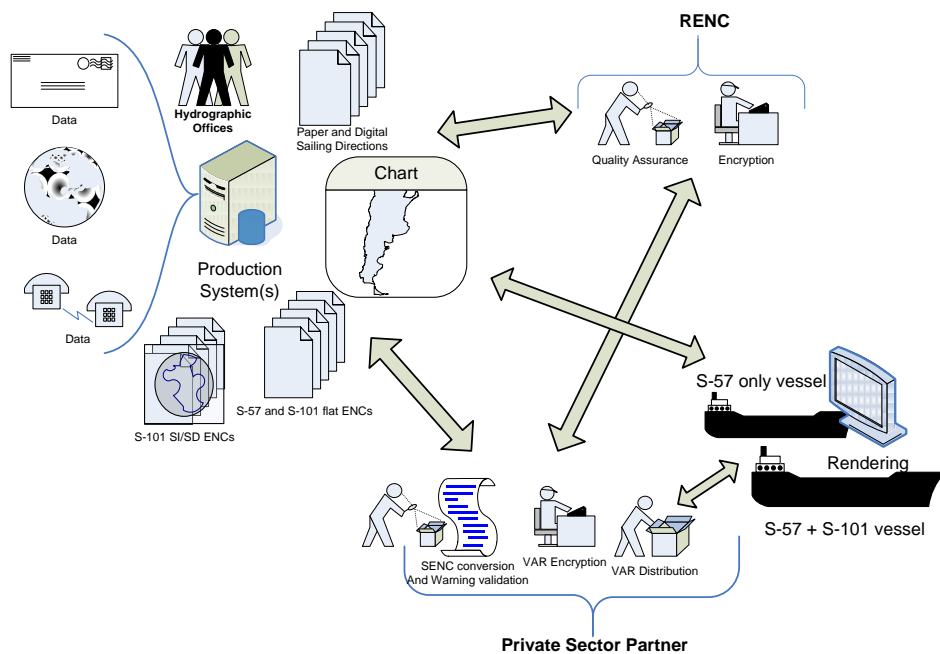 RENC
Data
Hydrographic
Offices
Paper and Digital
Sailing Directions
Quality Assurance
Encryption
Chart
Data
Production
System(s)
Data
S-57 and S-101 flat ENCs
S-101 SI/SD ENCs
S-57 only vessel
Rendering
S-57 + S-101 vessel
SENC conversion
And Warning validation
VAR Encryption
VAR Distribution
Private Sector Partner